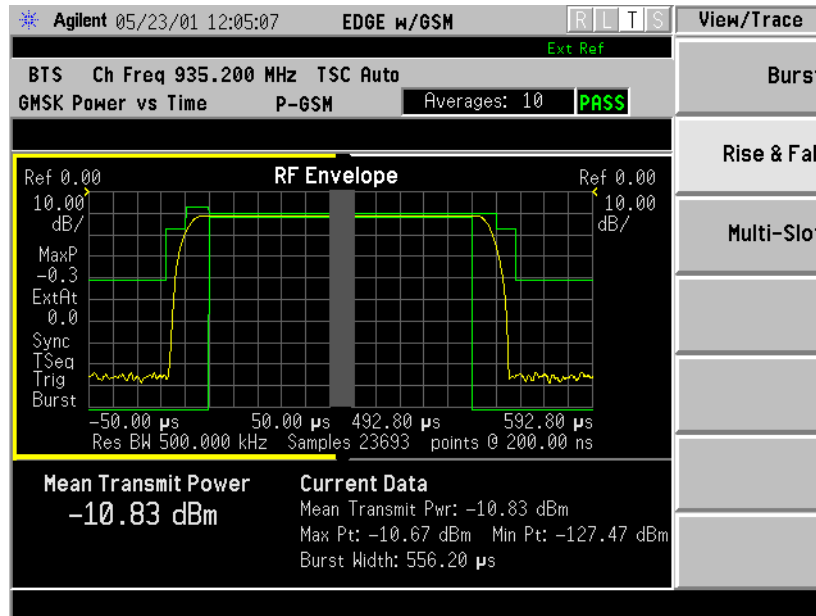 Agilent 05/23/01 12:05:07 EDGE w/GSM R L T S View/Trace
Ext Ref
BTS Ch Freq 935.200 MHz TSC Auto
GMSK Power vs Time P-GSM Averages: 10 PASS
Burst
Rise & Fal
Multi-Slo
Ref 0.00 RF Envelope Ref 0.00
10.00 10.00
dB/ dB/
MaxP
-0.3
ExtAt
0.0
Sync
TSeq
Trig
Burst
-50.00 µs 50.00 µs 492.80 µs 592.80 µs
Res BW 500.000 kHz Samples 23693 points @ 200.00 ns
Mean Transmit Power Current Data
-10.83 dBm Mean Transmit Pwr: -10.83 dBm
Max Pt: -10.67 dBm Min Pt: -127.47 dBm
Burst Width: 556.20 µs